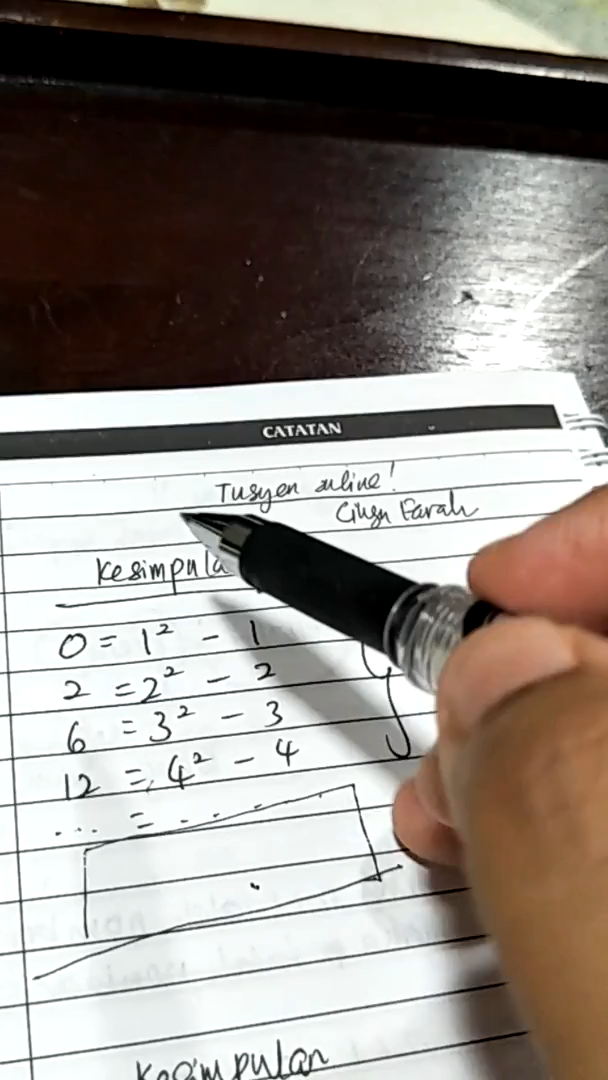 CATATAN
Tusyen online!
Cikgu Farah
Kesimpula
0 = 1² - 1
2 = 2² - 2
6 = 3² - 3
12 = 4² - 4
... = ...
Kesimpulan